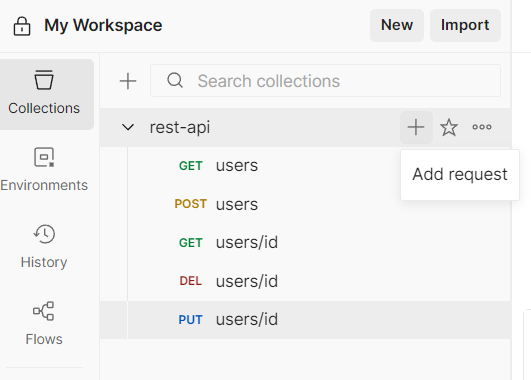 My Workspace New Import
Collections
Search collections
rest-api
Add request
GET users
Environments
POST users
GET users/id
History
DEL users/id
PUT users/id
Flows